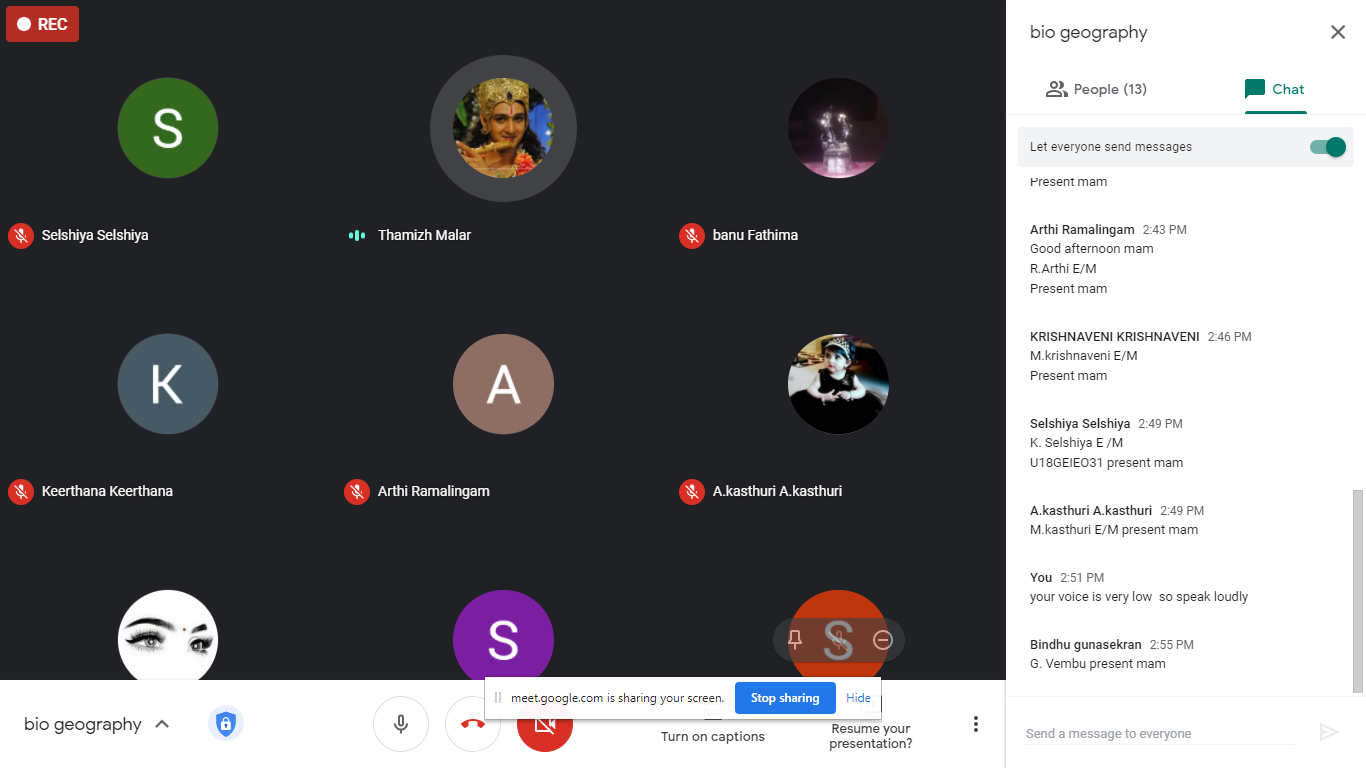 REC
S
Selshiya Selshiya
Thamizh Malar
banu Fathima
K
A
Keerthana Keerthana
Arthi Ramalingam
A.kasthuri A.kasthuri
S
S
meet.google.com is sharing your screen.
Stop sharing
Hide
bio geography
Turn on captions
Resume your
presentation?
bio geography
People (13)
Chat
Let everyone send messages
Present mam
Arthi Ramalingam 2:43 PM
Good afternoon mam
R.Arthi E/M
Present mam
KRISHNAVENI KRISHNAVENI 2:46 PM
M.krishnaveni E/M
Present mam
Selshiya Selshiya 2:49 PM
K. Selshiya E /M
U18GEIEO31 present mam
A.kasthuri A.kasthuri 2:49 PM
M.kasthuri E/M present mam
You 2:51 PM
your voice is very low so speak loudly
Bindhu gunasekran 2:55 PM
G. Vembu present mam
Send a message to everyone